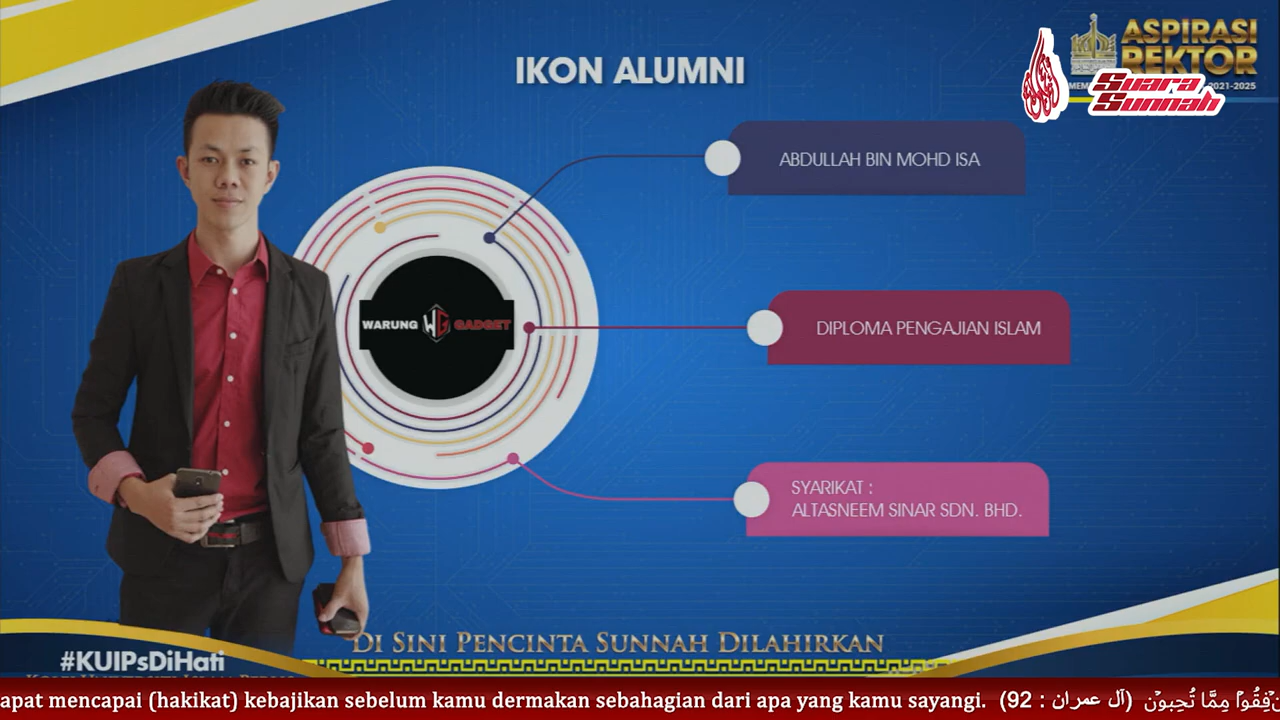 IKON ALUMNI
ASPIRASI
REKTOR
2021-2025
Suara
Sunnah
ABDULLAH BIN MOHD ISA
WARUNG WG GADGET
DIPLOMA PENGAJIAN ISLAM
SYARIKAT :
ALTASNEEM SINAR SDN. BHD.
DI SINI PENCINTA SUNNAH DILAHIRKAN
#KUIPsDiHati
apat mencapai (hakikat) kebajikan sebelum kamu dermakan sebahagian dari apa yang kamu sayangi. (آل عمران : 92) مِمَّا تُحِبُّونَ